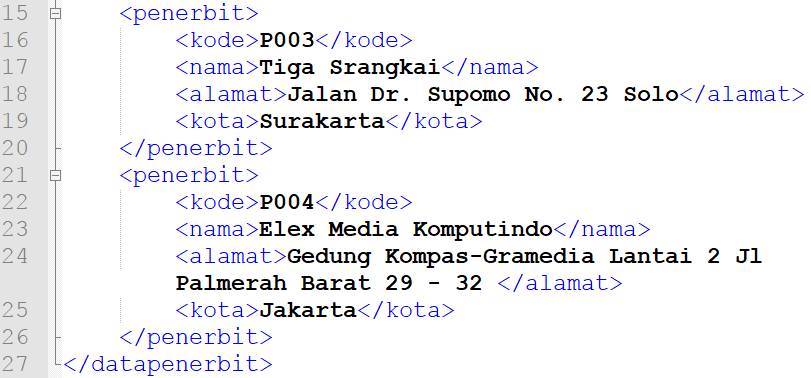 15 <penerbit>
16 <kode>P003</kode>
17 <nama>Tiga Srangkai</nama>
18 <alamat>Jalan Dr. Supomo No. 23 Solo</alamat>
19 <kota>Surakarta</kota>
20 </penerbit>
21 <penerbit>
22 <kode>P004</kode>
23 <nama>Elex Media Komputindo</nama>
24 <alamat>Gedung Kompas-Gramedia Lantai 2 Jl
Palmerah Barat 29 - 32 </alamat>
25 <kota>Jakarta</kota>
26 </penerbit>
27 </datapenerbit>